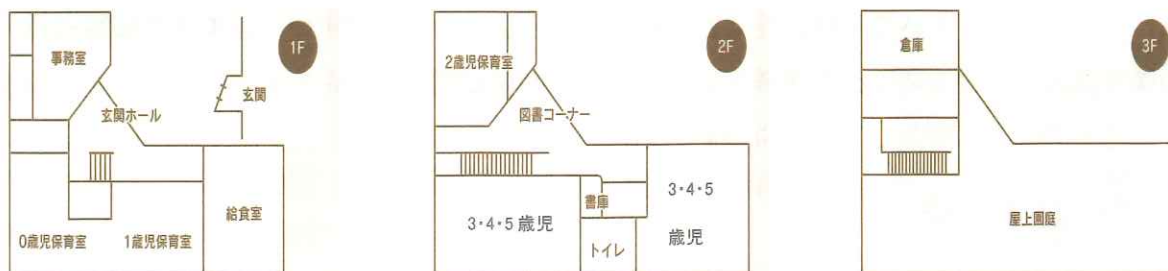 1F
事務室
玄関
玄関ホール
給食室
0歳児保育室
1歳児保育室
2F
2歳児保育室
図書コーナー
3・4・5
書庫
3・4・5歳児
歳児
トイレ
3F
倉庫
屋上園庭